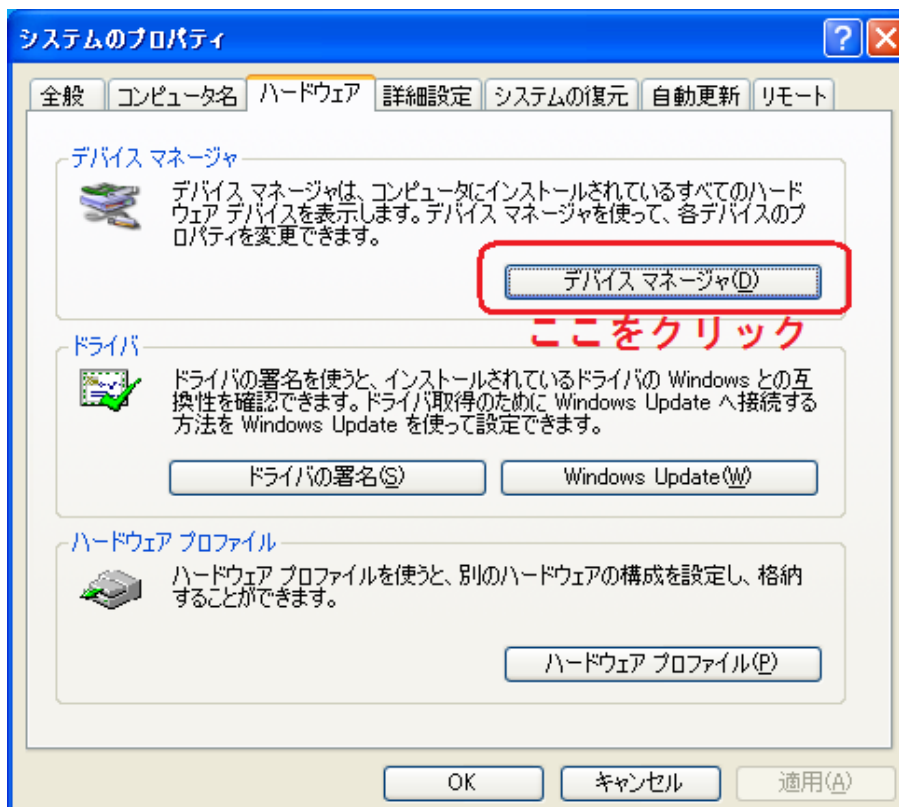 システムのプロパティ
全般 コンピュータ名 ハードウェア 詳細設定 システムの復元 自動更新 リモート
デバイス マネージャ
デバイス マネージャは、コンピュータにインストールされているすべてのハード
ウェア デバイスを表示します。デバイス マネージャを使って、各デバイスのプ
ロパティを変更できます。
デバイス マネージャ(D)
ここをクリック
ドライバ
ドライバの署名を使うと、インストールされているドライバの Windows との互
換性を確認できます。ドライバ取得のために Windows Update へ接続する
方法を Windows Update を使って設定できます。
ドライバの署名(S) Windows Update(W)
ハードウェア プロファイル
ハードウェア プロファイルを使うと、別のハードウェアの構成を設定し、格納
することができます。
ハードウェア プロファイル(P)
OK キャンセル 適用(A)